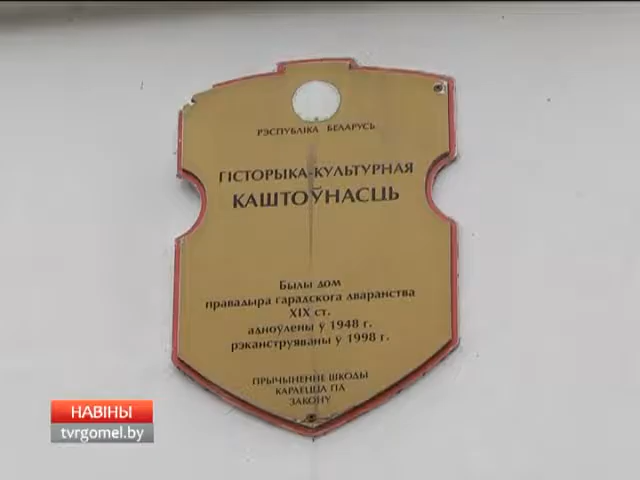 РЭСПУБЛІКА БЕЛАРУСЬ
ГІСТОРЫКА-КУЛЬТУРНАЯ
КАШТОЎНАСЦЬ
Былы дом
правадыра гарадскога дваранства
XIX ст.
адноўлены ў 1948 г.
рэканструяваны ў 1998 г.
ПРЫЧЫНЕННЕ ШКОДЫ
КАРАЕЦЦА ПА
ЗАКОНУ
НАВІНЫ
tvrgomel.by